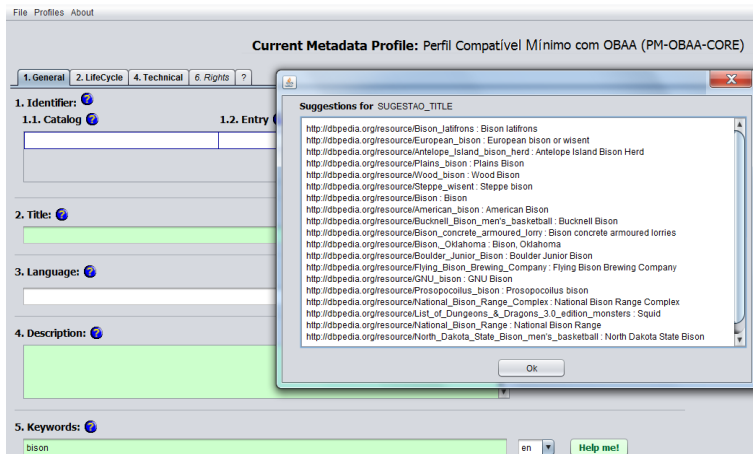 File Profiles About
Current Metadata Profile: Perfil Compatível Mínimo com OBAA (PM-OBAA-CORE)
1. General 2. LifeCycle 4. Technical 6. Rights ?
1. Identifier: ?
1.1. Catalog ? 1.2. Entry
2. Title: ?
3. Language: ?
4. Description: ?
5. Keywords: ?
bison en Help me!
Suggestions for SUGESTAO_TITLE
http://dbpedia.org/resource/Bison_latifrons : Bison latifrons
http://dbpedia.org/resource/European_bison : European bison or wisent
http://dbpedia.org/resource/Antelope_Island_bison_herd : Antelope Island Bison Herd
http://dbpedia.org/resource/Plains_bison : Plains Bison
http://dbpedia.org/resource/Wood_bison : Wood Bison
http://dbpedia.org/resource/Steppe_wisent : Steppe bison
http://dbpedia.org/resource/Bison : Bison
http://dbpedia.org/resource/American_bison : American Bison
http://dbpedia.org/resource/Bucknell_Bison_men's_basketball : Bucknell Bison
http://dbpedia.org/resource/Bison_concrete_armoured_lorry : Bison concrete armoured lorries
http://dbpedia.org/resource/Bison,_Oklahoma : Bison, Oklahoma
http://dbpedia.org/resource/Boulder_Junior_Bison : Boulder Junior Bison
http://dbpedia.org/resource/Flying_Bison_Brewing_Company : Flying Bison Brewing Company
http://dbpedia.org/resource/GNU_bison : GNU Bison
http://dbpedia.org/resource/Prosopocoilus_bison : Prosopocoilus bison
http://dbpedia.org/resource/National_Bison_Range_Complex : National Bison Range Complex
http://dbpedia.org/resource/List_of_Dungeons_&_Dragons_3.0_edition_monsters : Squid
http://dbpedia.org/resource/National_Bison_Range : National Bison Range
http://dbpedia.org/resource/North_Dakota_State_Bison_men's_basketball : North Dakota State Bison
Ok